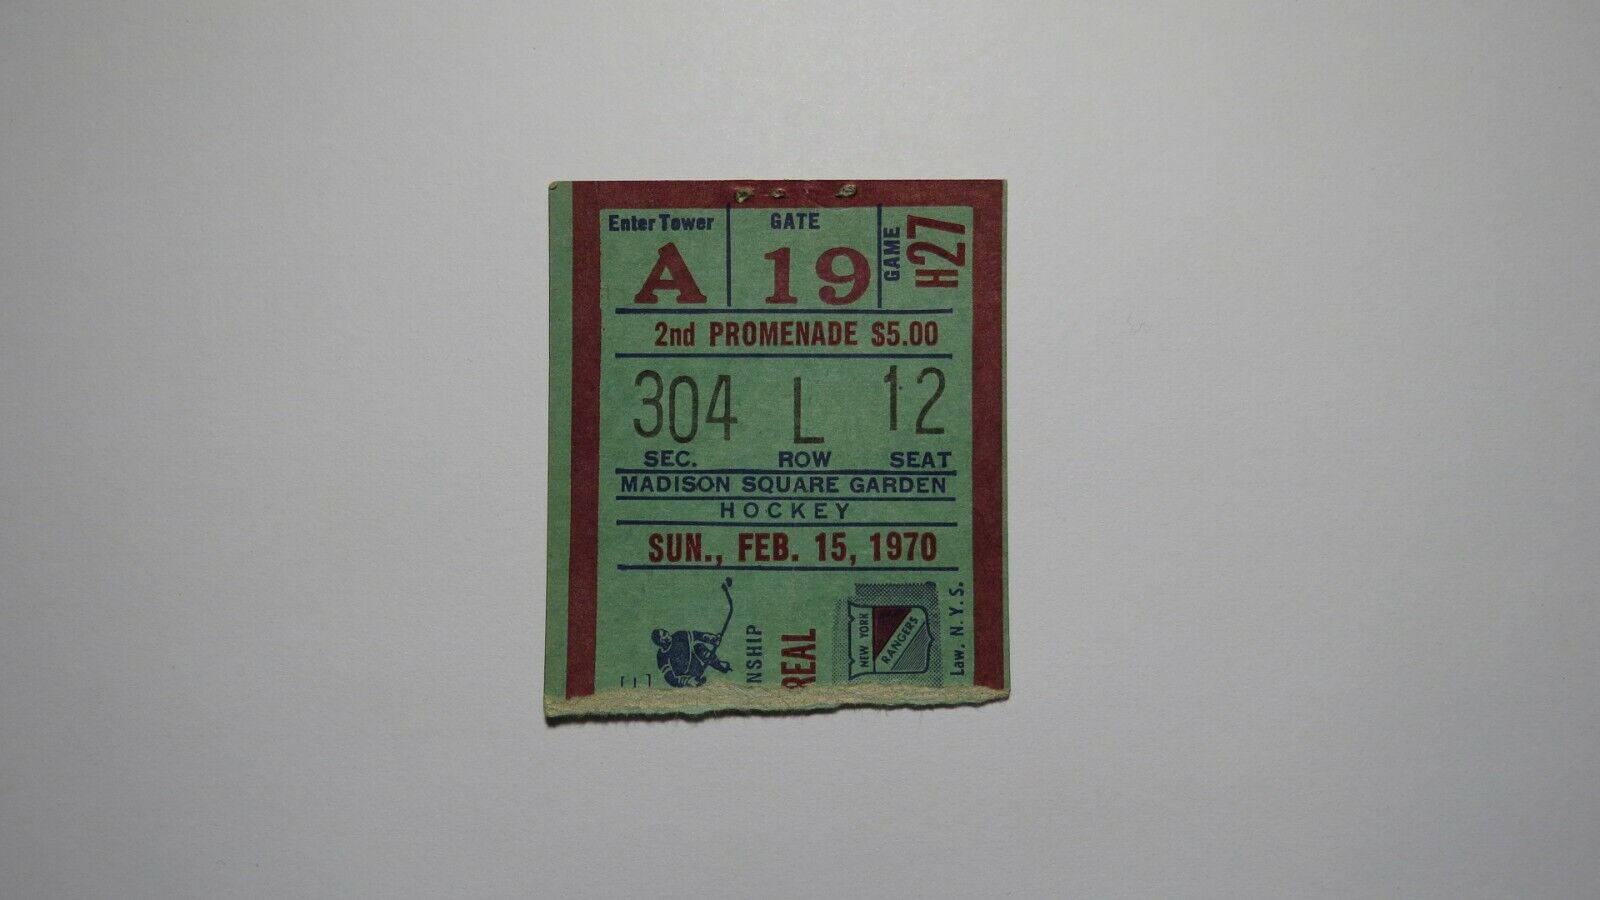 Enter Tower GATE GAME
A 19 H27
2nd PROMENADE $5.00
304 L 12
SEC. ROW SEAT
MADISON SQUARE GARDEN
HOCKEY
SUN., FEB. 15, 1970
NSHIP
REAL
NEW YORK
RANGERS
Law, N. Y. S.